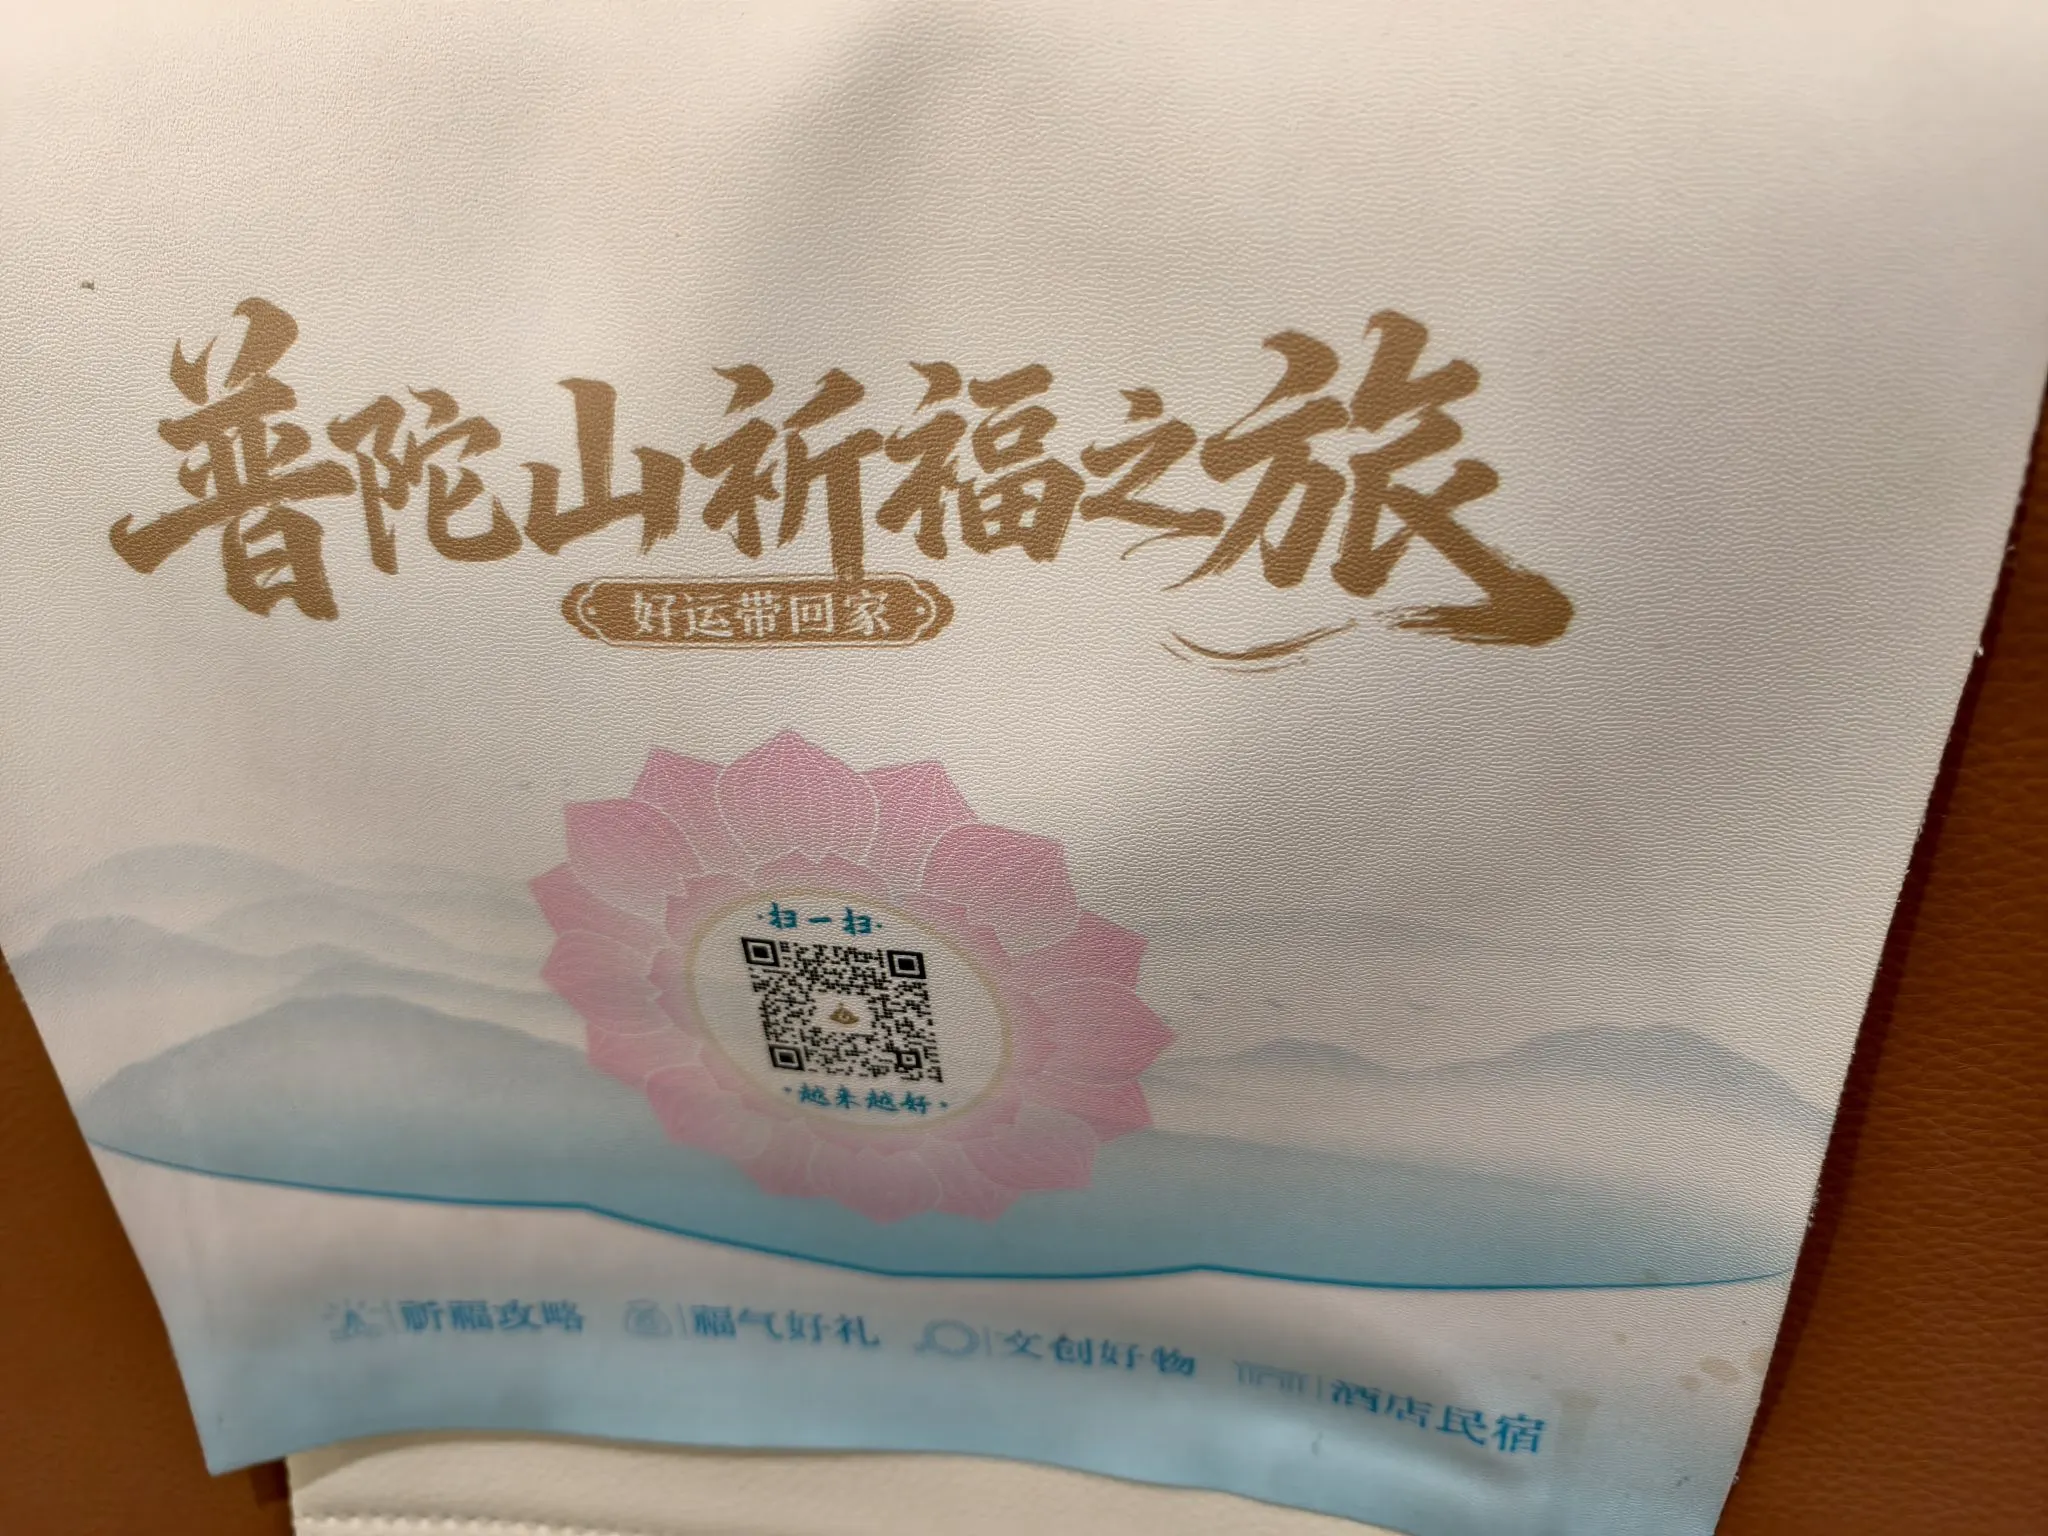 普陀山祈福之旅
好运带回家
·扫一扫·
·越来越好·
祈福攻略 福气好礼 文创好物 酒店民宿